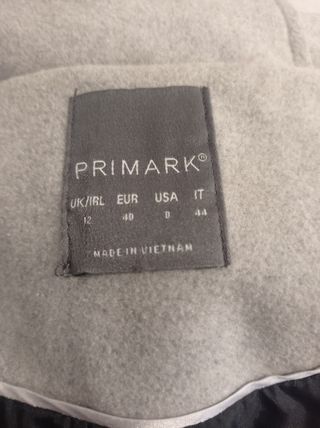 PRIMARK®
UK/IRL EUR USA IT
12 40 8 44
MADE IN VIETNAM